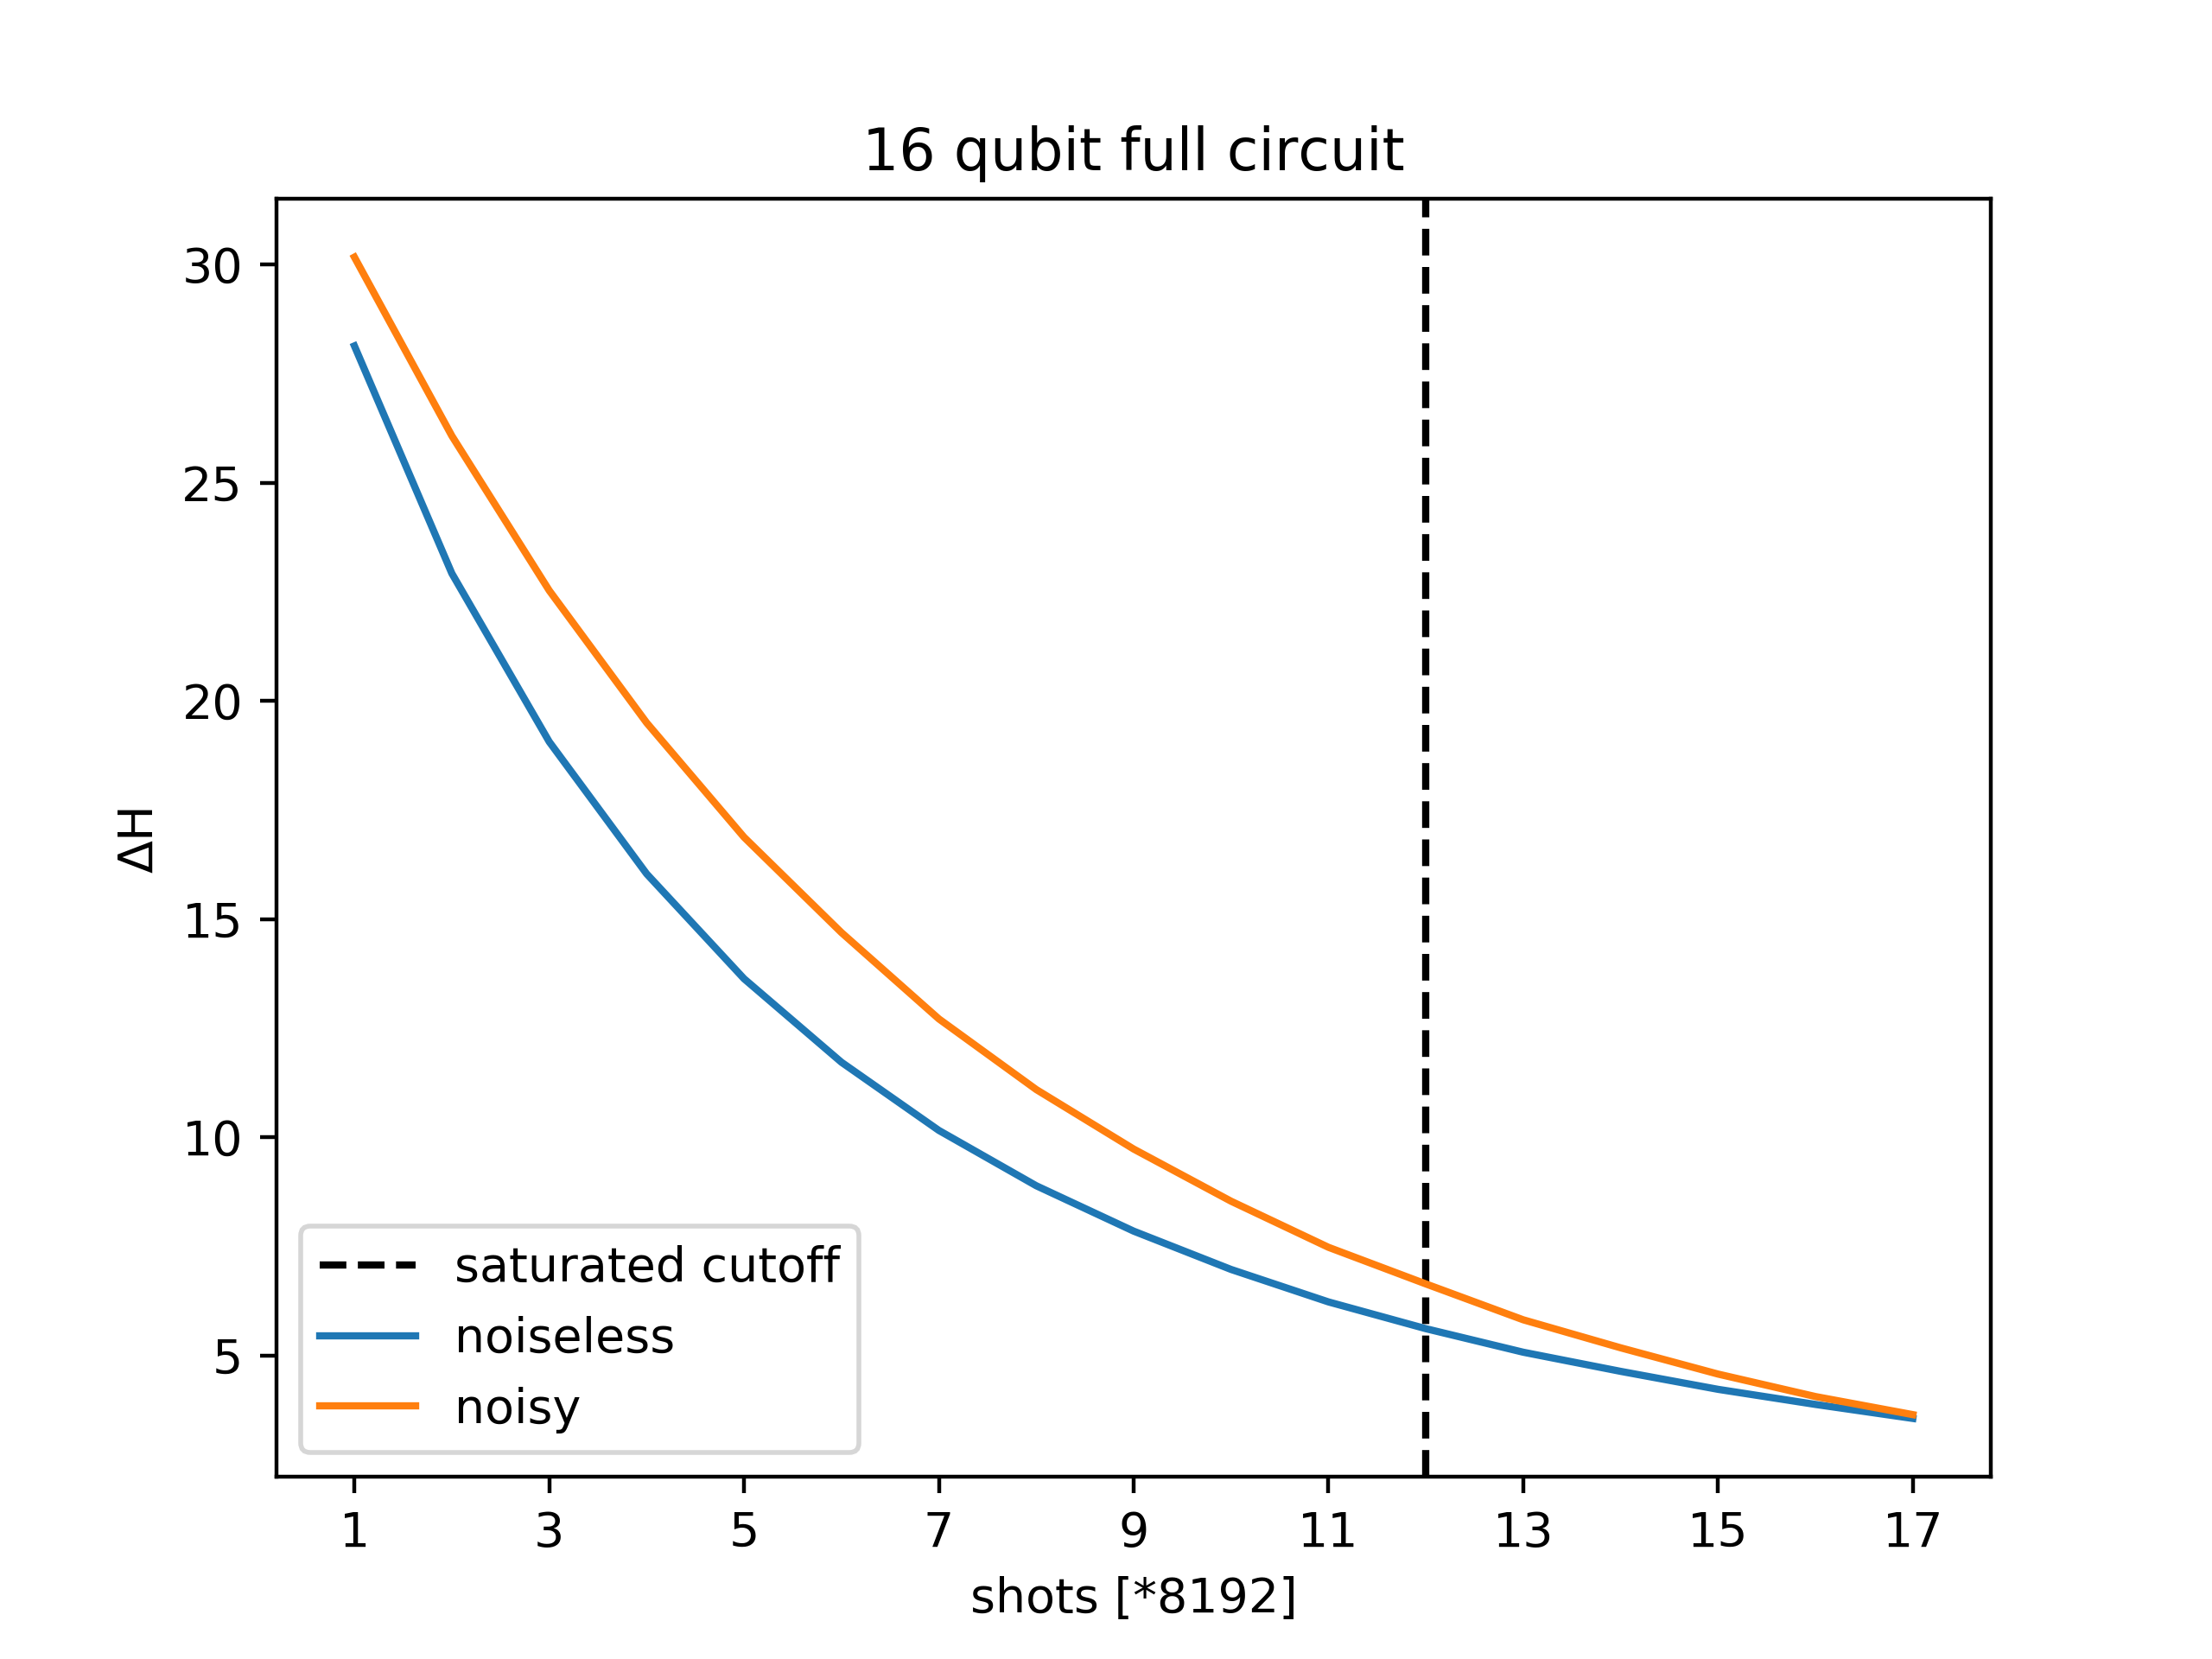 16 qubit full circuit
30
25
20
15
10
5
ΔH
saturated cutoff
noiseless
noisy
1 3 5 7 9 11 13 15 17
shots [*8192]